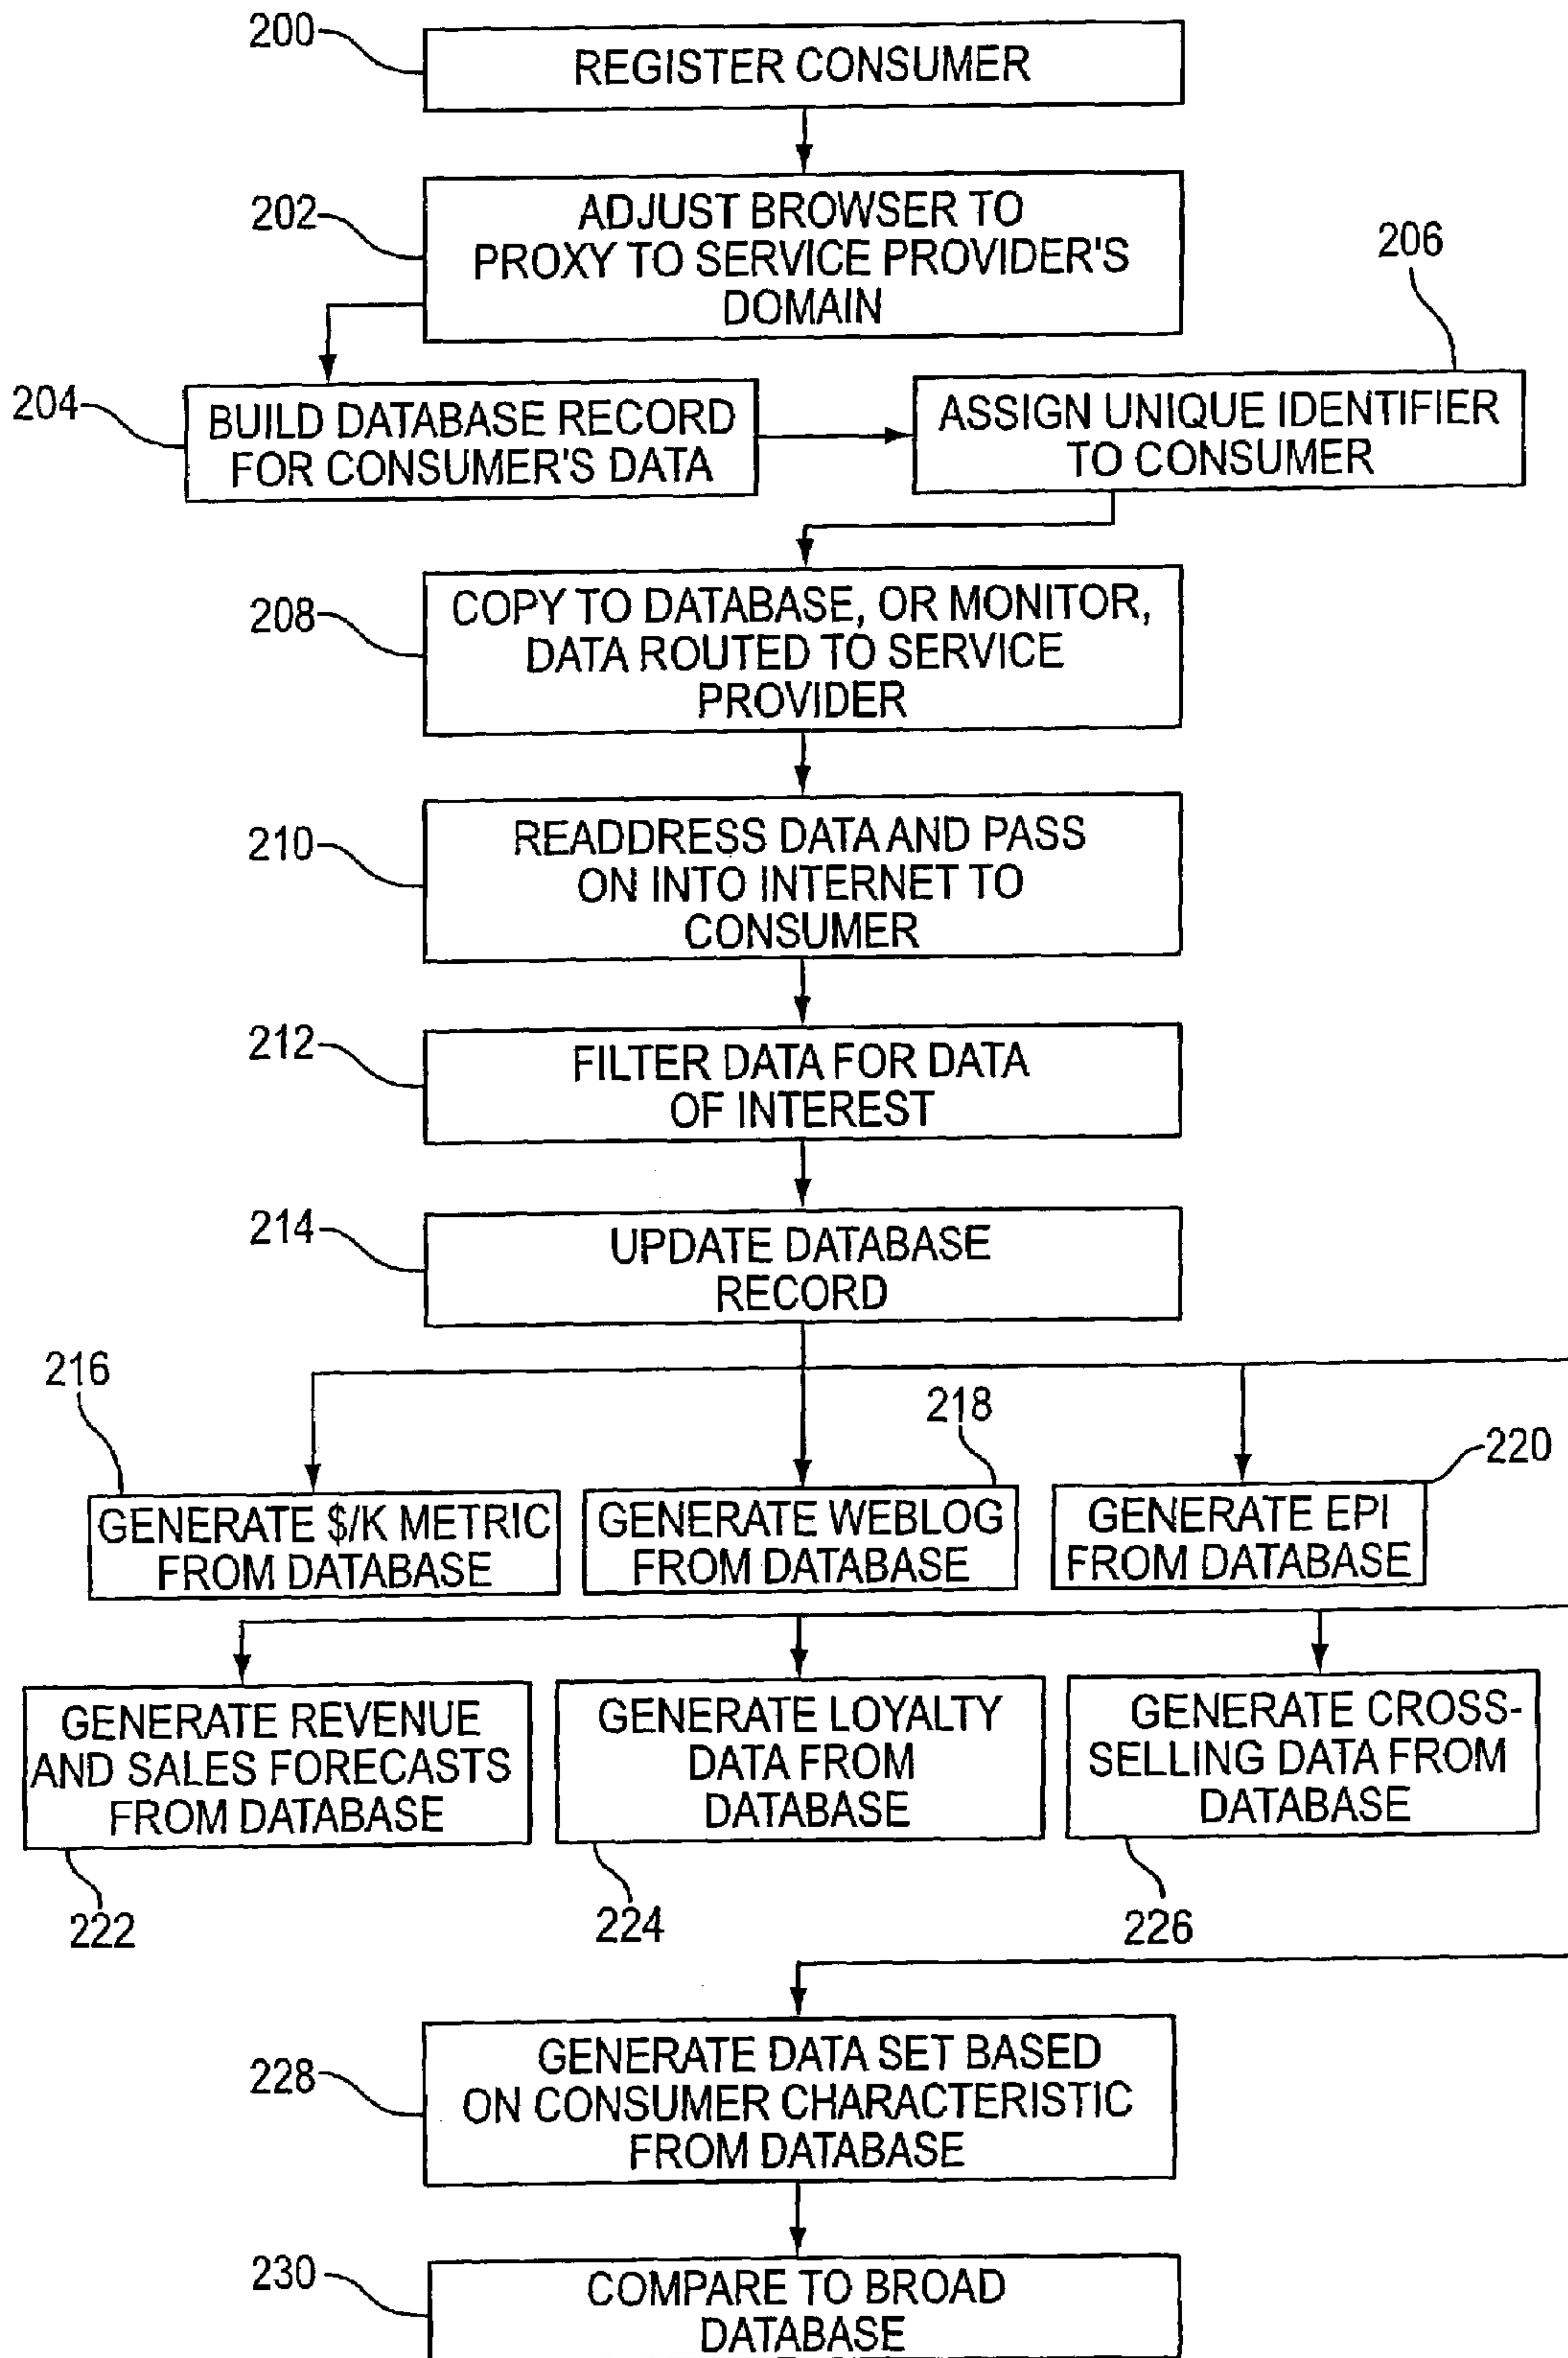 200
REGISTER CONSUMER
202
ADJUST BROWSER TO
PROXY TO SERVICE PROVIDER'S
DOMAIN
204
BUILD DATABASE RECORD
FOR CONSUMER'S DATA
206
ASSIGN UNIQUE IDENTIFIER
TO CONSUMER
208
COPY TO DATABASE, OR MONITOR,
DATA ROUTED TO SERVICE
PROVIDER
210
READDRESS DATA AND PASS
ON INTO INTERNET TO
CONSUMER
212
FILTER DATA FOR DATA
OF INTEREST
214
UPDATE DATABASE
RECORD
216
GENERATE $/K METRIC
FROM DATABASE
218
GENERATE WEBLOG
FROM DATABASE
220
GENERATE EPI
FROM DATABASE
GENERATE REVENUE
AND SALES FORECASTS
FROM DATABASE
222
GENERATE LOYALTY
DATA FROM
DATABASE
224
GENERATE CROSS-
SELLING DATA FROM
DATABASE
226
228
GENERATE DATA SET BASED
ON CONSUMER CHARACTERISTIC
FROM DATABASE
230
COMPARE TO BROAD
DATABASE